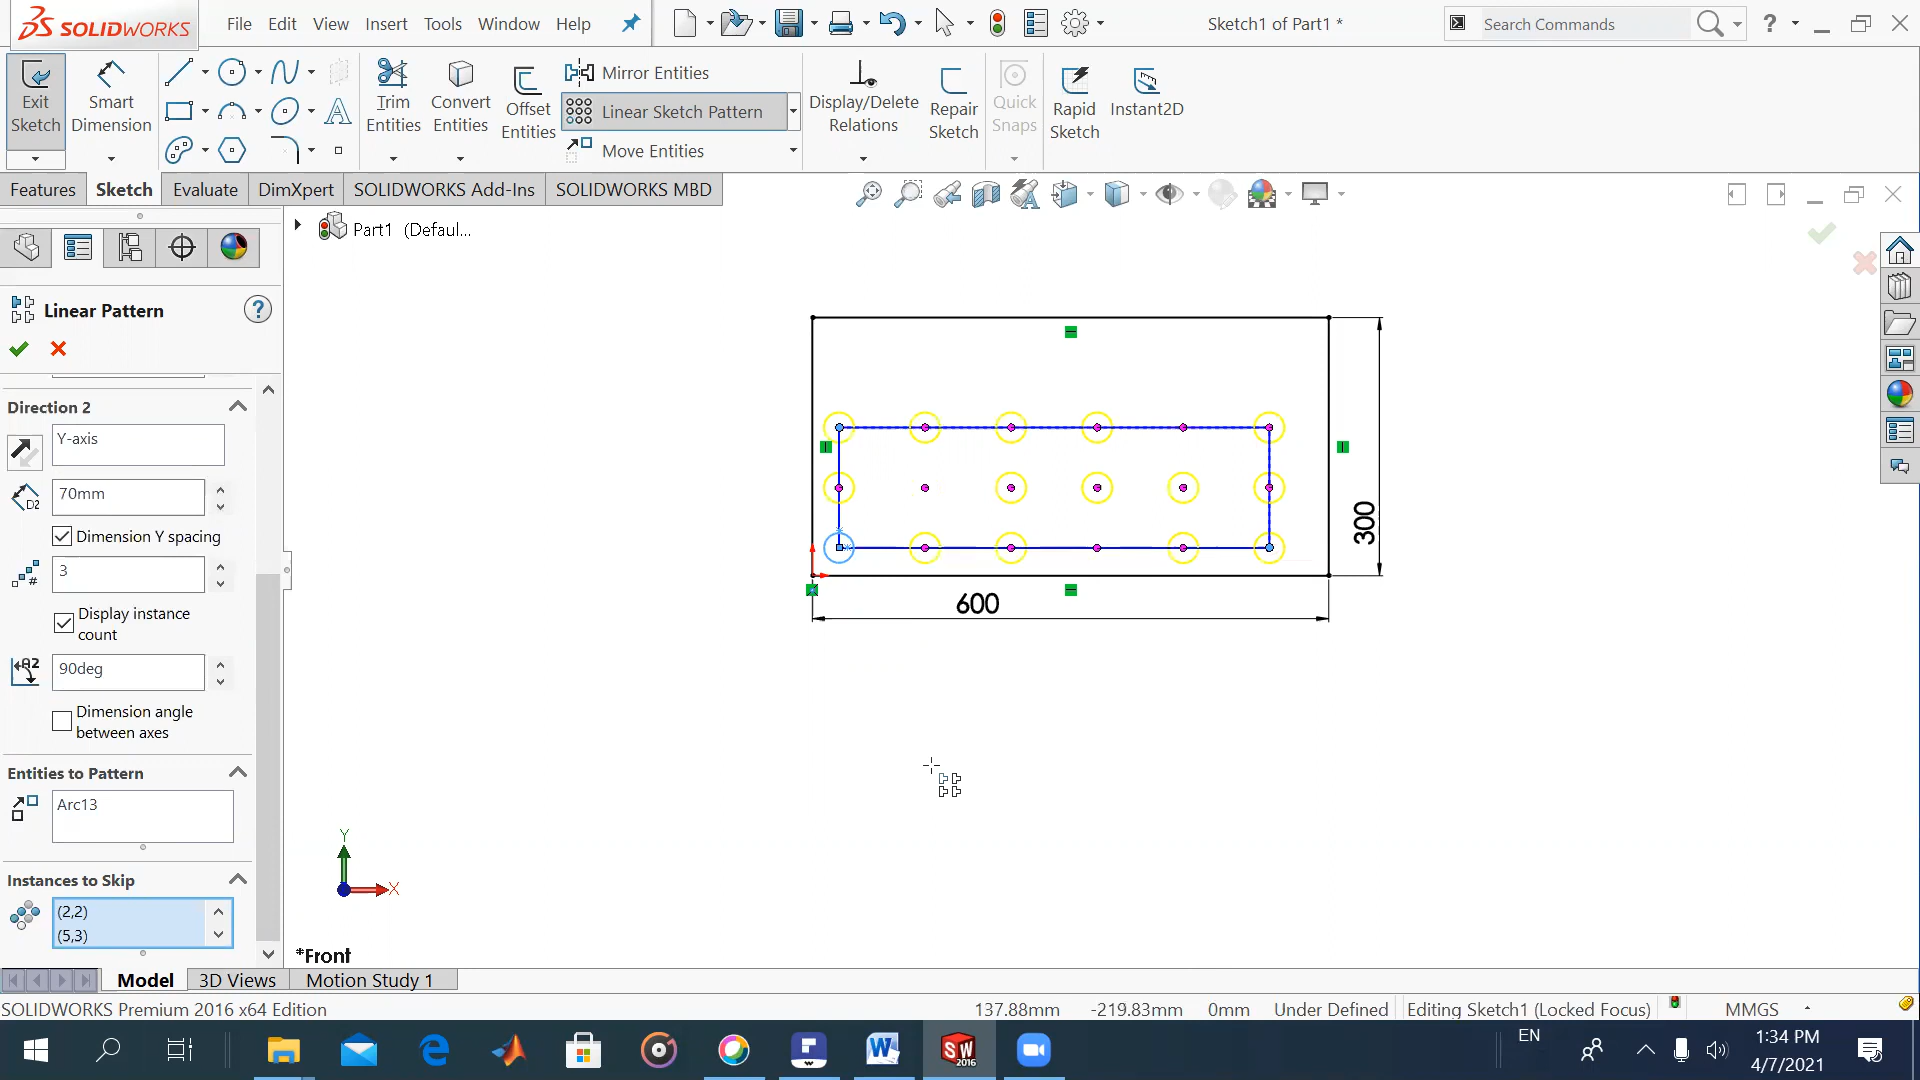 SOLIDWORKS
File Edit View Insert Tools Window Help
Sketch1 of Part1 *
Search Commands
?
Exit Sketch
Smart Dimension
Trim Entities
Convert Entities
Offset Entities
Mirror Entities
Linear Sketch Pattern
Move Entities
Display/Delete Relations
Repair Sketch
Quick Snaps
Rapid Sketch
Instant2D
Features Sketch Evaluate DimXpert SOLIDWORKS Add-Ins SOLIDWORKS MBD
Part1 (Defaul...
Linear Pattern
?
Direction 2
Y-axis
D2
70mm
Dimension Y spacing
#
3
Display instance
count
A2
90deg
Dimension angle
between axes
Entities to Pattern
Arc13
Instances to Skip
(2,2)
(5,3)
300
600
Y
X
*Front
Model 3D Views Motion Study 1
SOLIDWORKS Premium 2016 x64 Edition
137.88mm -219.83mm 0mm Under Defined Editing Sketch1 (Locked Focus) MMGS
SW
2016
EN
1:34 PM
4/7/2021